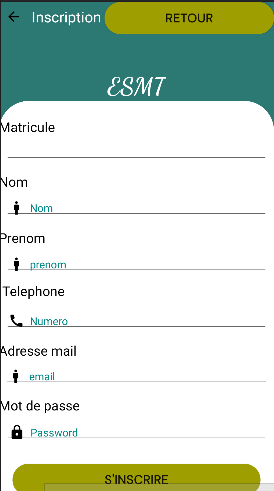 Inscription RETOUR
ESMT
Matricule
Nom
Nom
Prenom
prenom
Telephone
Numero
Adresse mail
email
Mot de passe
Password
S'INSCRIRE